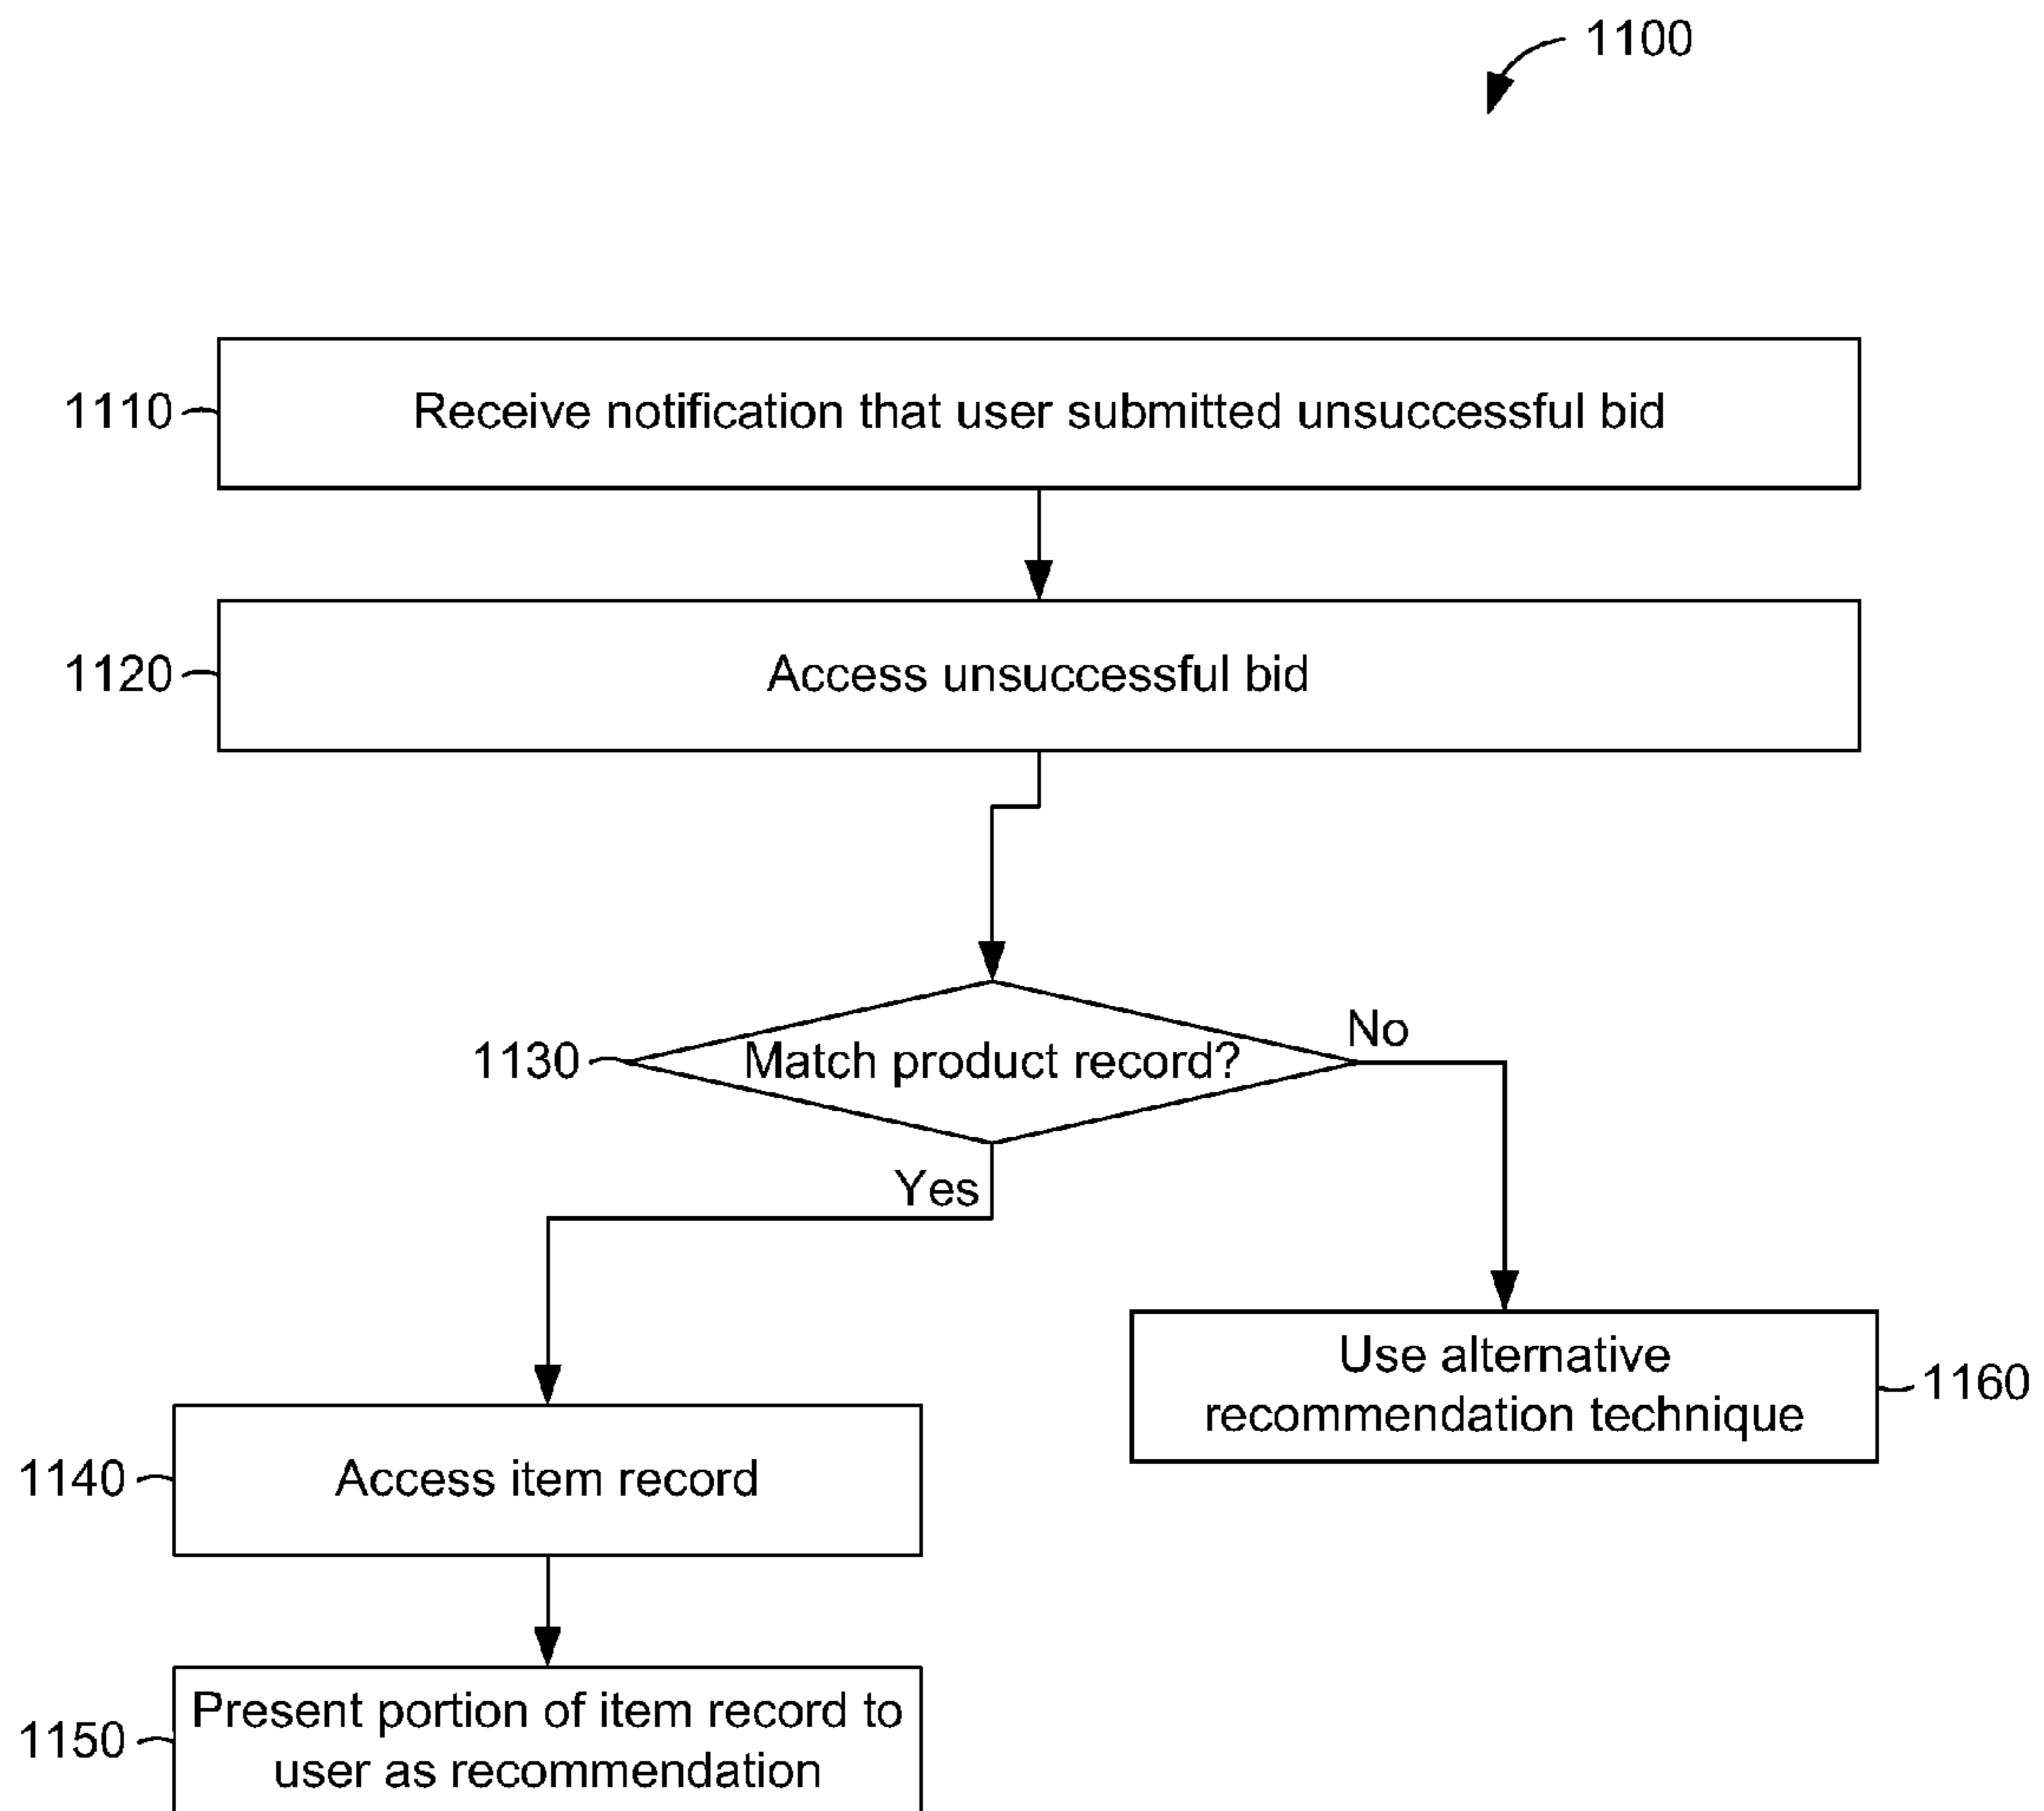 1100
1110
Receive notification that user submitted unsuccessful bid
1120
Access unsuccessful bid
1130
Match product record?
No
Yes
Use alternative
recommendation technique
1160
1140
Access item record
1150
Present portion of item record to
user as recommendation